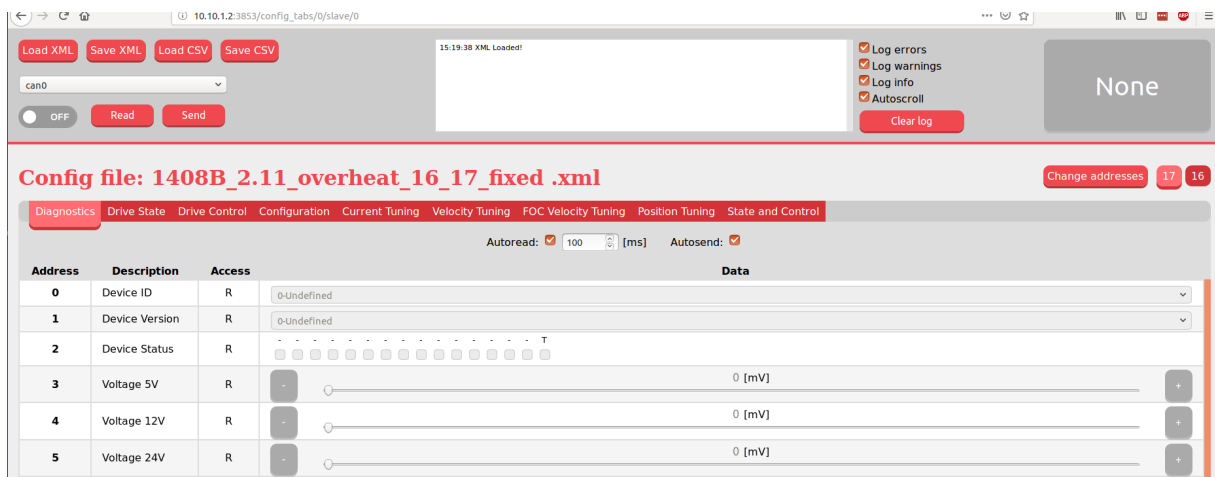 10.10.1.2:3853/config_tabs/0/slave/0
Load XML Save XML Load CSV Save CSV
can0
OFF Read Send
15:19:38 XML Loaded!
Log errors
Log warnings
Log info
Autoscroll
Clear log
None
Config file: 1408B_2.11_overheat_16_17_fixed .xml
Change addresses 17 16
Diagnostics Drive State Drive Control Configuration Current Tuning Velocity Tuning FOC Velocity Tuning Position Tuning State and Control
Autoread: 100 [ms] Autosend:
Address Description Access Data
0 Device ID R 0-Undefined
1 Device Version R 0-Undefined
2 Device Status R - - - - - - - - - - - - - - - T
3 Voltage 5V R - 0 [mV] +
4 Voltage 12V R - 0 [mV] +
5 Voltage 24V R - 0 [mV] +